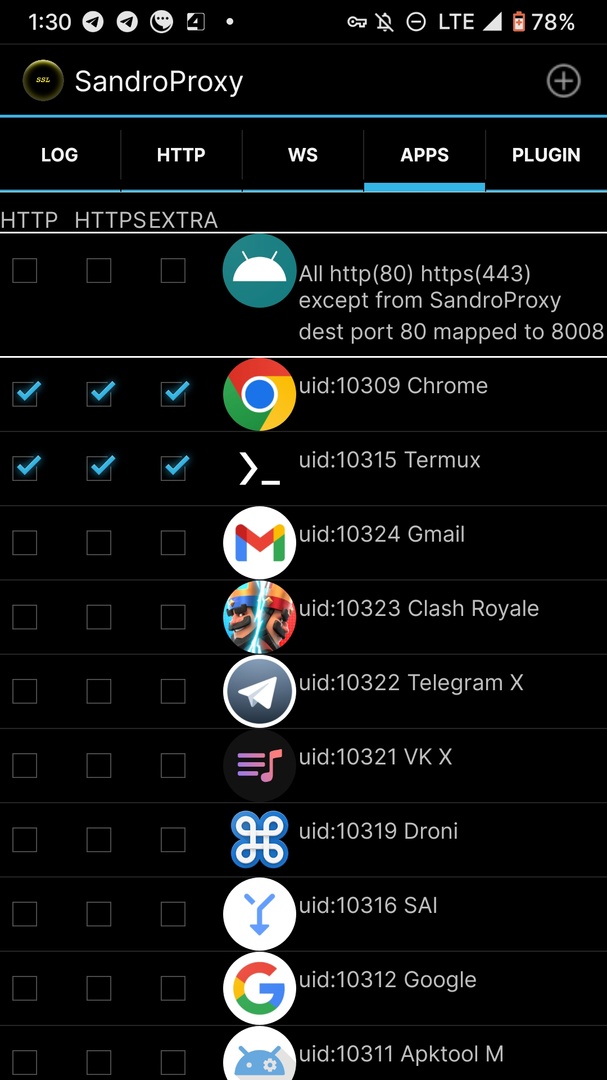 1:30 LTE 78%
SSL SandroProxy
LOG HTTP WS APPS PLUGIN
HTTP HTTPS EXTRA
All http(80) https(443)
except from SandroProxy
dest port 80 mapped to 8008
uid:10309 Chrome
uid:10315 Termux
uid:10324 Gmail
uid:10323 Clash Royale
uid:10322 Telegram X
uid:10321 VK X
uid:10319 Droni
uid:10316 SAI
uid:10312 Google
uid:10311 Apktool M